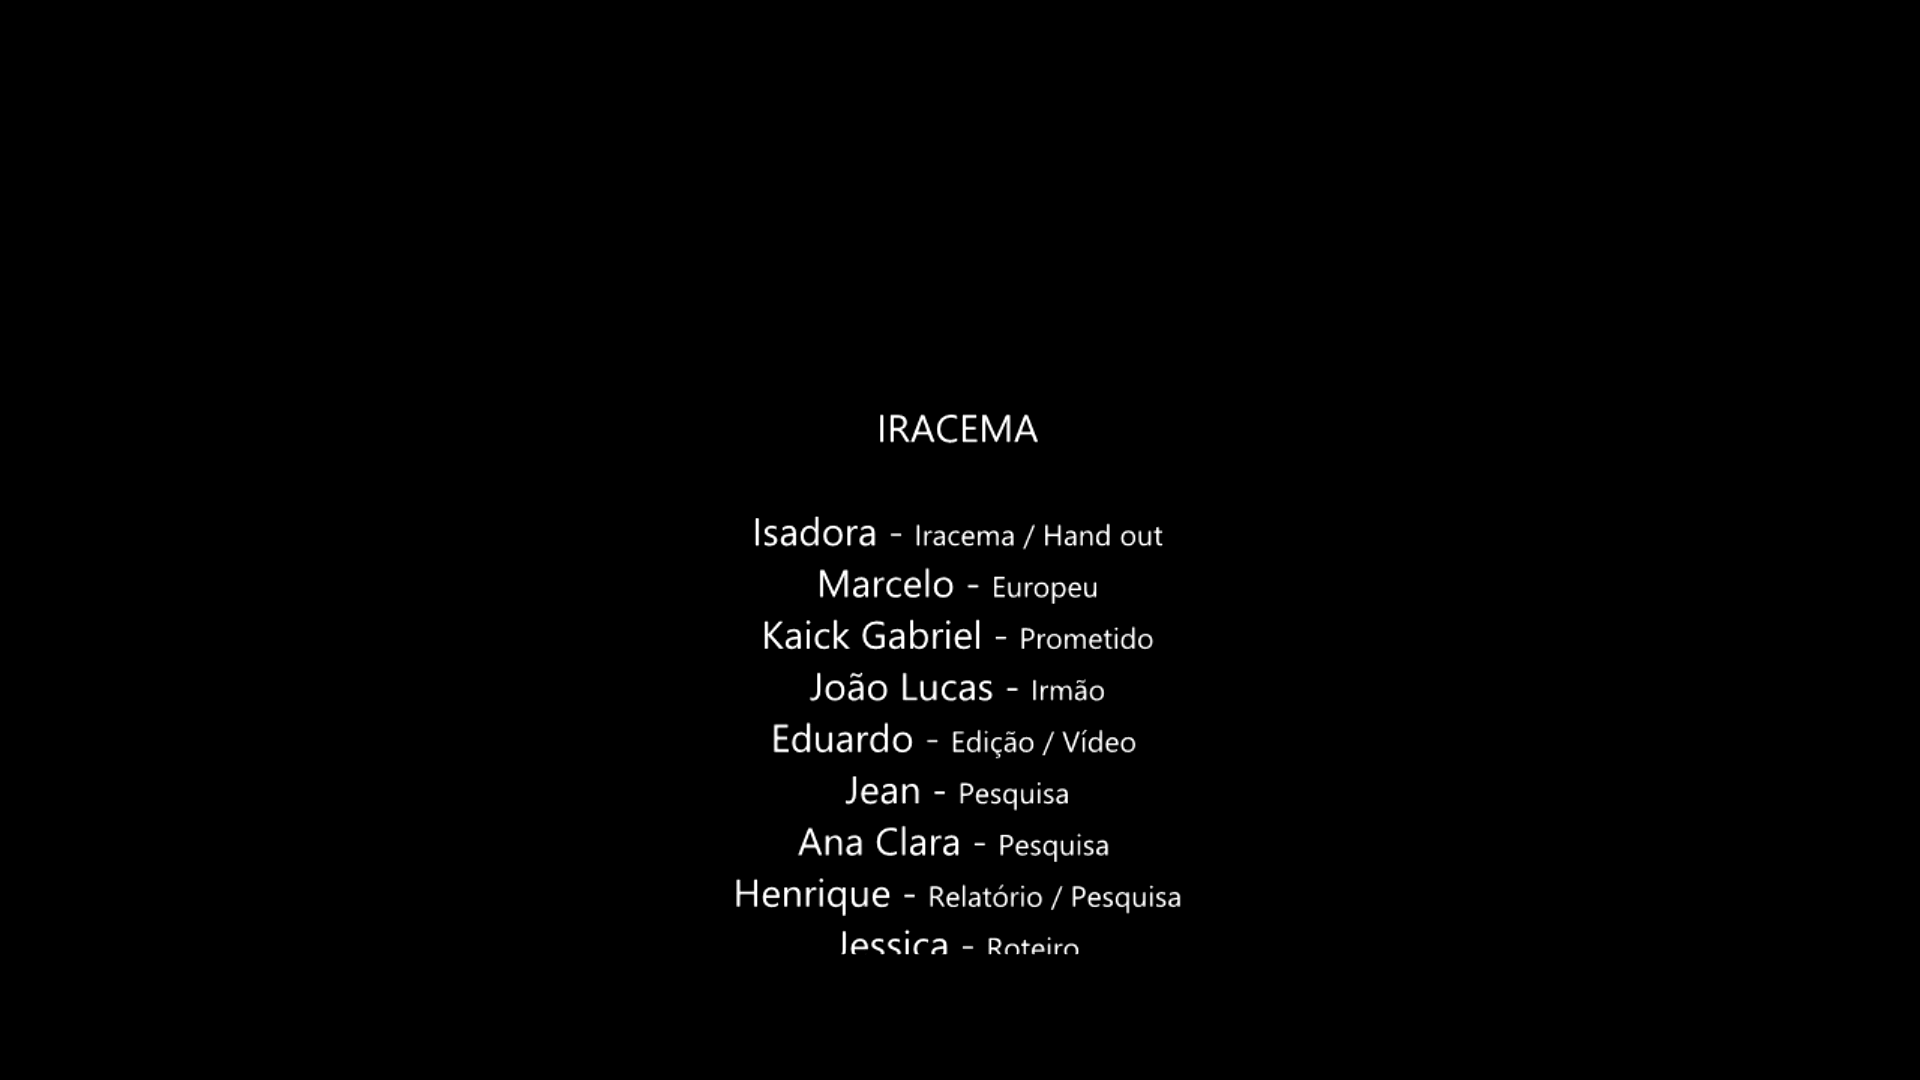 IRACEMA
Isadora - Iracema / Hand out
Marcelo - Europeu
Kaick Gabriel - Prometido
João Lucas - Irmão
Eduardo - Edição / Vídeo
Jean - Pesquisa
Ana Clara - Pesquisa
Henrique - Relatório / Pesquisa
Jessica - Roteiro